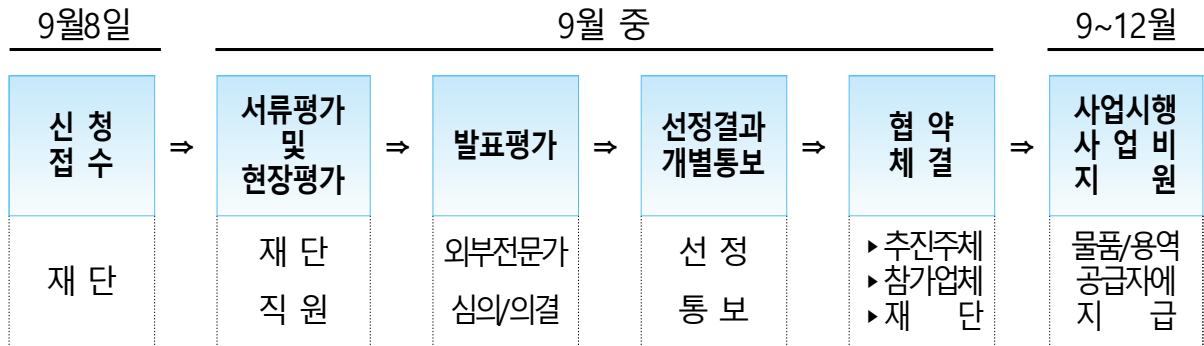 9월8일
9월 중
9~12월
신 청
접 수
⇒
서류평가
및
현장평가
⇒
발표평가
⇒
선정결과
개별통보
⇒
협 약
체 결
⇒
사업시행
사 업 비
지 원
재 단
재 단
직 원
외부전문가
심의/의결
선 정
통 보
▸추진주체
▸참가업체
▸재 단
물품/용역
공급자에
지 급